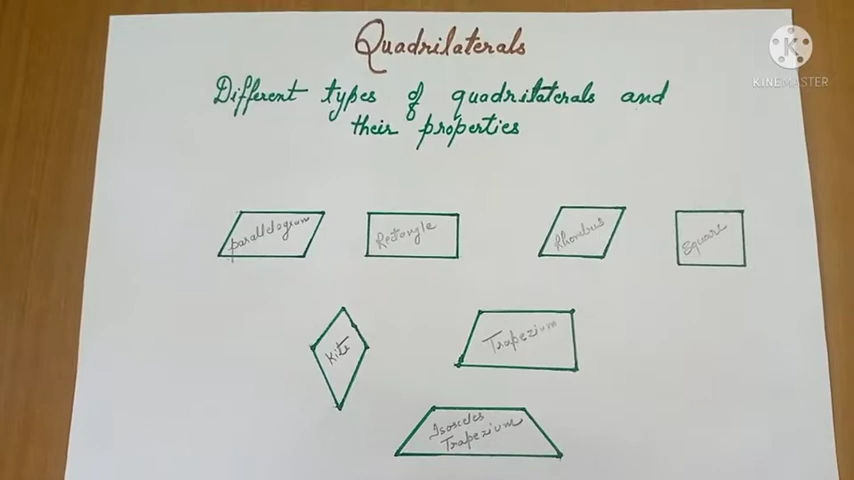 Quadrilaterals
K
KINEMASTER
Different types of quadrilaterals and
their properties
parallelogram
Rectangle
Rhombus
Square
Kite
Trapezium
Isosceles
Trapezium